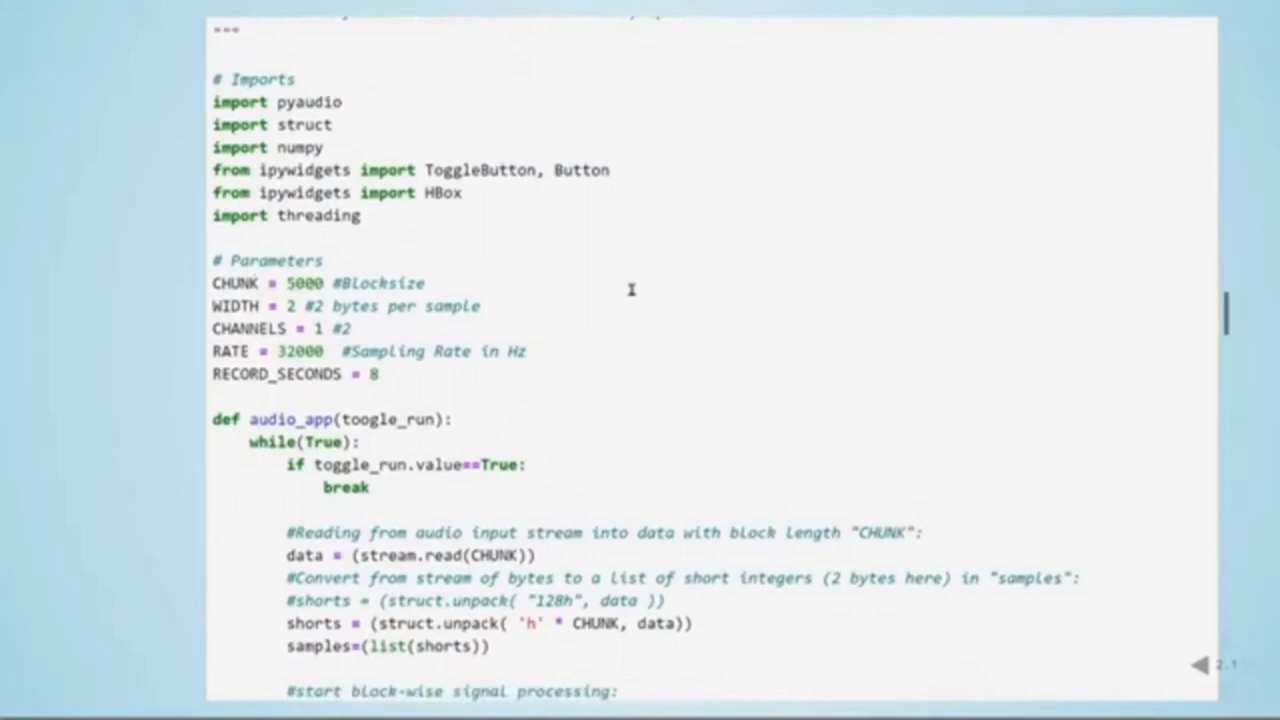 """
# Imports
import pyaudio
import struct
import numpy
from ipywidgets import ToggleButton, Button
from ipywidgets import HBox
import threading
# Parameters
CHUNK = 5000 #Blocksize
WIDTH = 2 #2 bytes per sample
CHANNELS = 1 #2
RATE = 32000  #Sampling Rate in Hz
RECORD_SECONDS = 8
def audio_app(toogle_run):
    while(True):
        if toggle_run.value==True:
            break
        #Reading from audio input stream into data with block length "CHUNK":
        data = (stream.read(CHUNK))
        #Convert from stream of bytes to a list of short integers (2 bytes here) in "samples":
        #shorts = (struct.unpack( "128h", data ))
        shorts = (struct.unpack( 'h' * CHUNK, data))
        samples=(list(shorts))
        #start block-wise signal processing:
2.1